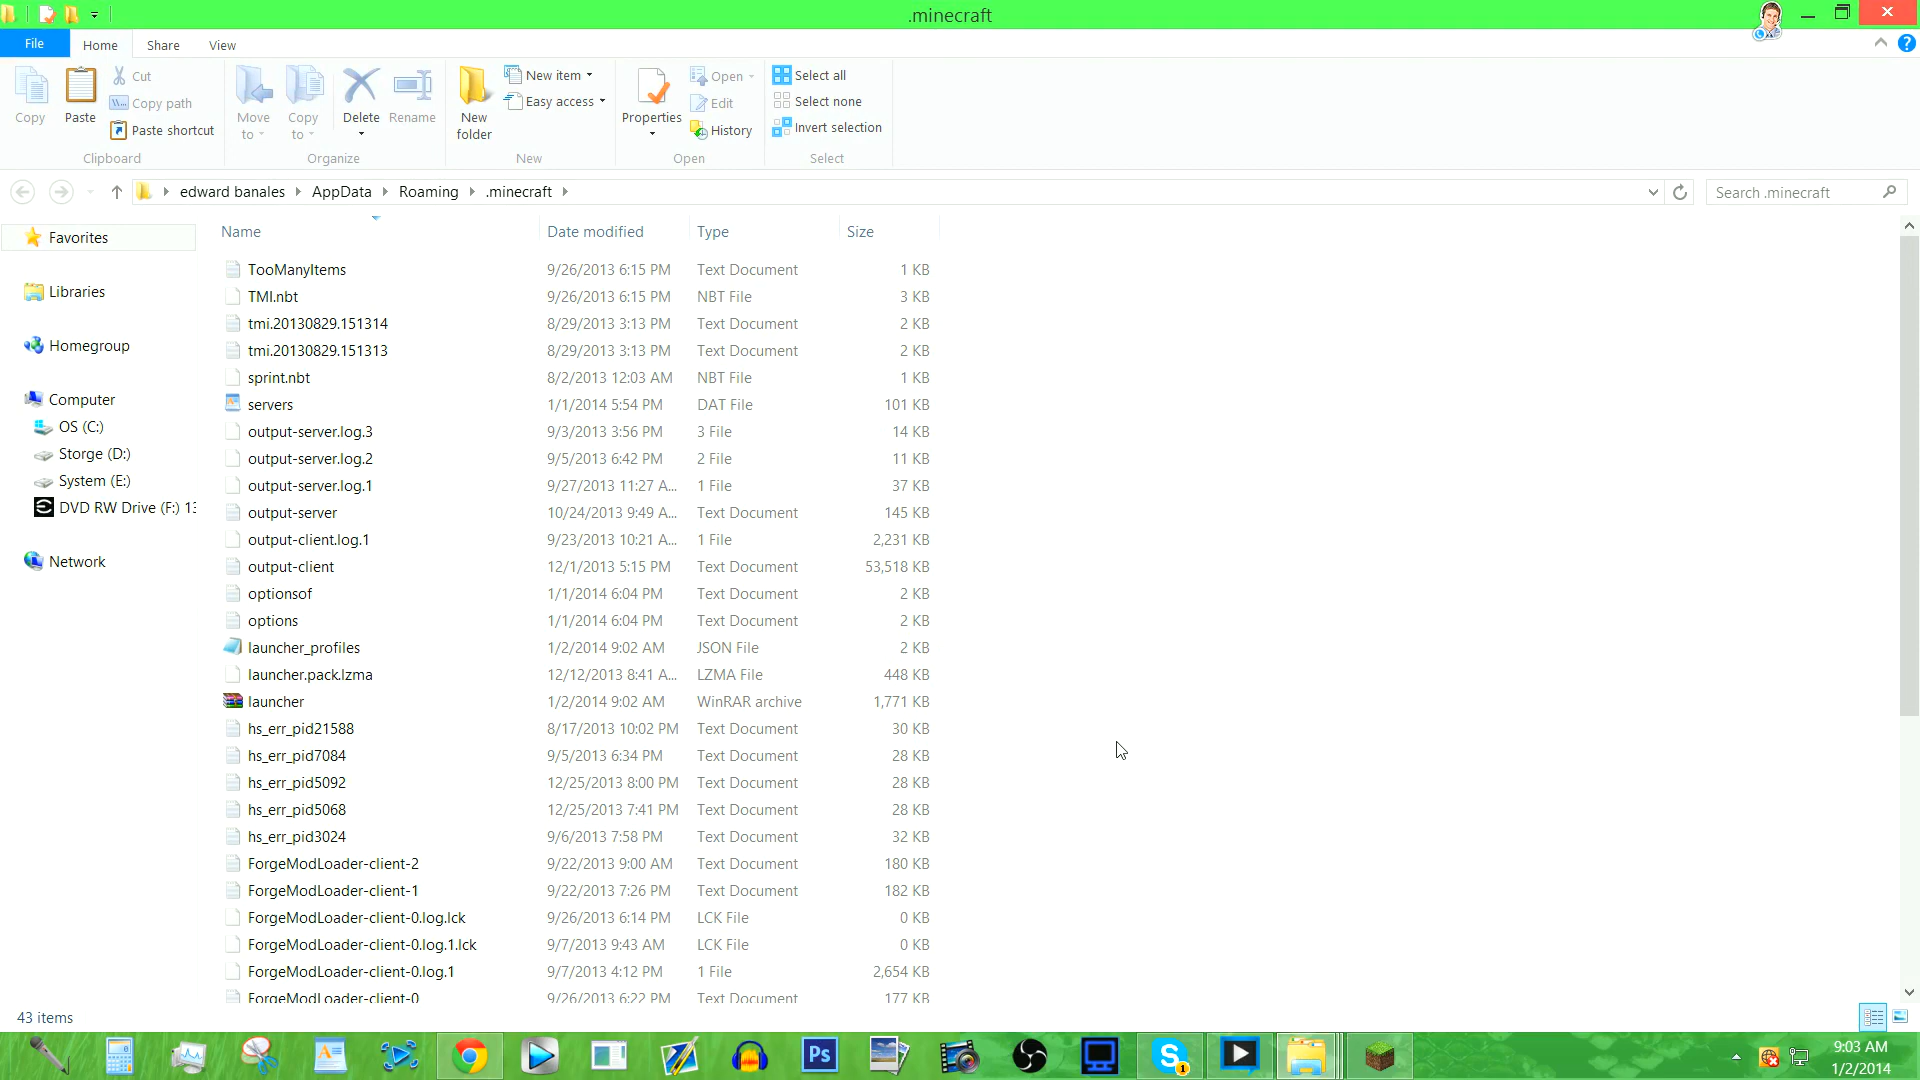 .minecraft
File Home Share View
Copy
Paste
Cut
Copy path
Paste shortcut
Clipboard
Move to
Copy to
Delete
Rename
Organize
New folder
New item
Easy access
New
Properties
Open
Edit
History
Open
Select all
Select none
Invert selection
Select
edward banales AppData Roaming .minecraft
Search .minecraft
Favorites
Libraries
Homegroup
Computer
OS (C:)
Storge (D:)
System (E:)
DVD RW Drive (F:) 13
Network
Name Date modified Type Size
TooManyItems 9/26/2013 6:15 PM Text Document 1 KB
TMI.nbt 9/26/2013 6:15 PM NBT File 3 KB
tmi.20130829.151314 8/29/2013 3:13 PM Text Document 2 KB
tmi.20130829.151313 8/29/2013 3:13 PM Text Document 2 KB
sprint.nbt 8/2/2013 12:03 AM NBT File 1 KB
servers 1/1/2014 5:54 PM DAT File 101 KB
output-server.log.3 9/3/2013 3:56 PM 3 File 14 KB
output-server.log.2 9/5/2013 6:42 PM 2 File 11 KB
output-server.log.1 9/27/2013 11:27 A... 1 File 37 KB
output-server 10/24/2013 9:49 A... Text Document 145 KB
output-client.log.1 9/23/2013 10:21 A... 1 File 2,231 KB
output-client 12/1/2013 5:15 PM Text Document 53,518 KB
optionsof 1/1/2014 6:04 PM Text Document 2 KB
options 1/1/2014 6:04 PM Text Document 2 KB
launcher_profiles 1/2/2014 9:02 AM JSON File 2 KB
launcher.pack.lzma 12/12/2013 8:41 A... LZMA File 448 KB
launcher 1/2/2014 9:02 AM WinRAR archive 1,771 KB
hs_err_pid21588 8/17/2013 10:02 PM Text Document 30 KB
hs_err_pid7084 9/5/2013 6:34 PM Text Document 28 KB
hs_err_pid5092 12/25/2013 8:00 PM Text Document 28 KB
hs_err_pid5068 12/25/2013 7:41 PM Text Document 28 KB
hs_err_pid3024 9/6/2013 7:58 PM Text Document 32 KB
ForgeModLoader-client-2 9/22/2013 9:00 AM Text Document 180 KB
ForgeModLoader-client-1 9/22/2013 7:26 PM Text Document 182 KB
ForgeModLoader-client-0.log.lck 9/26/2013 6:14 PM LCK File 0 KB
ForgeModLoader-client-0.log.1.lck 9/7/2013 9:43 AM LCK File 0 KB
ForgeModLoader-client-0.log.1 9/7/2013 4:12 PM 1 File 2,654 KB
ForgeModLoader-client-0 9/26/2013 6:22 PM Text Document 177 KB
43 items
Ps
1
9:03 AM
1/2/2014